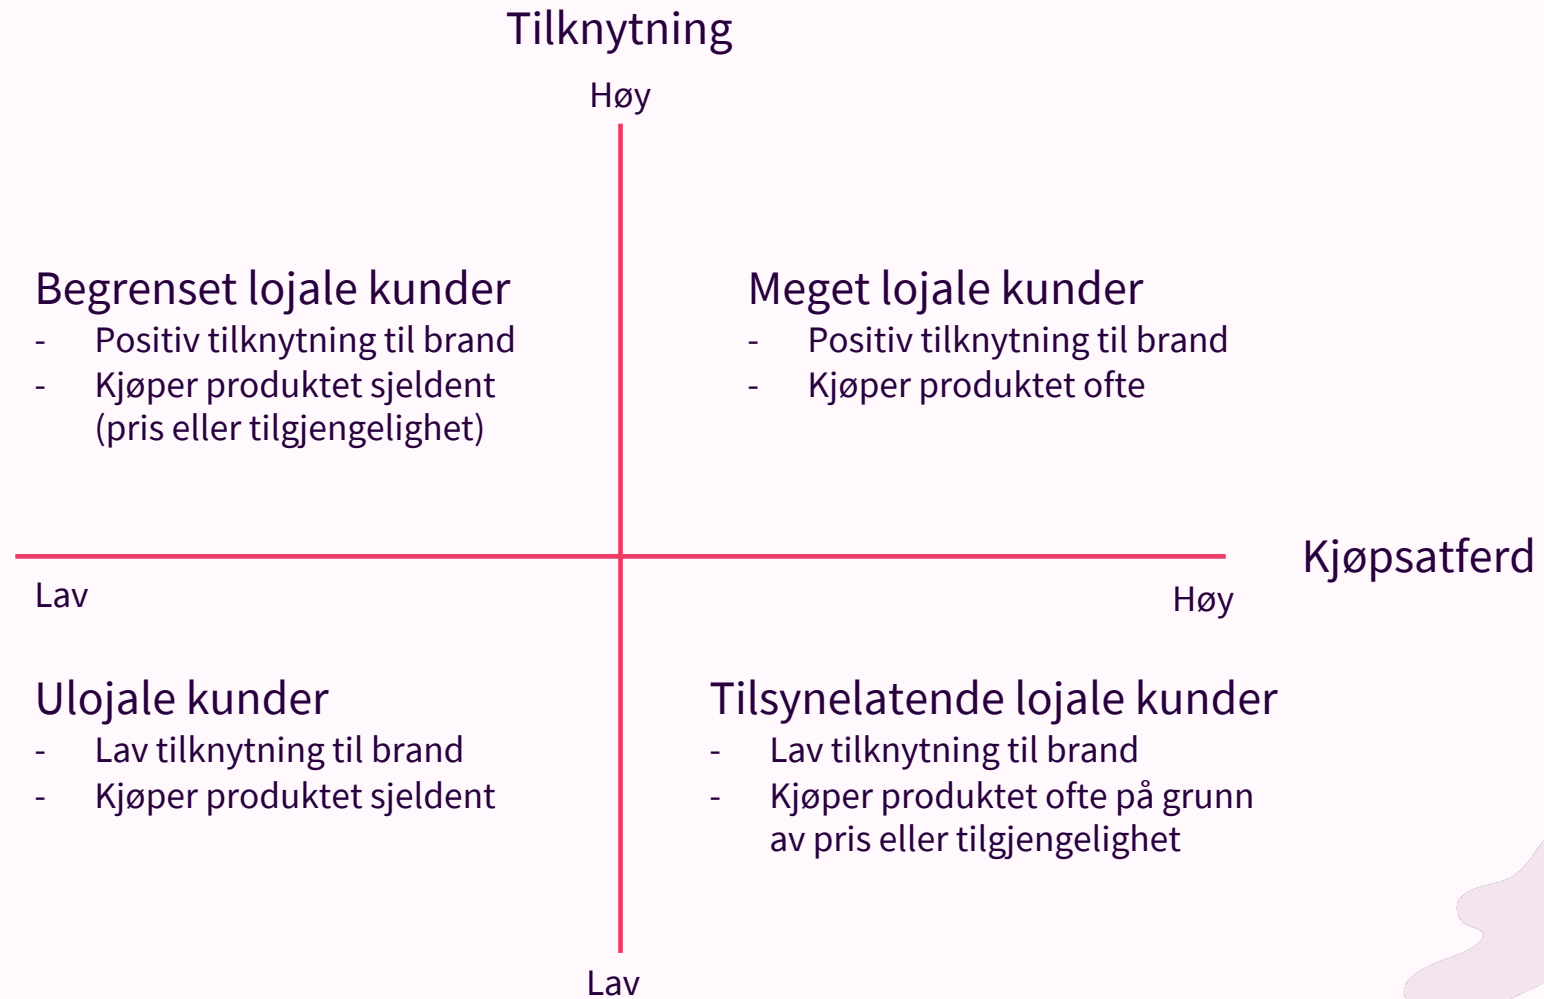 Tilknytning
Høy
Begrenset lojale kunder
- Positiv tilknytning til brand
- Kjøper produktet sjeldent
(pris eller tilgjengelighet)
Meget lojale kunder
- Positiv tilknytning til brand
- Kjøper produktet ofte
Kjøpsatferd
Lav
Høy
Ulojale kunder
- Lav tilknytning til brand
- Kjøper produktet sjeldent
Tilsynelatende lojale kunder
- Lav tilknytning til brand
- Kjøper produktet ofte på grunn
av pris eller tilgjengelighet
Lav